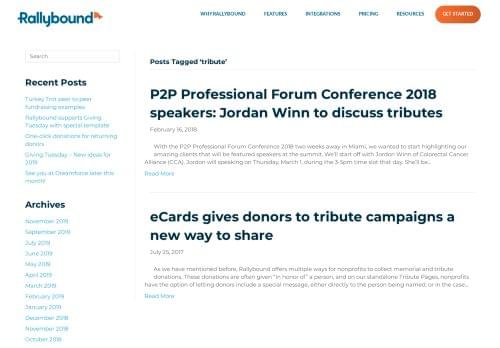 Rallybound
WHY RALLYBOUND
FEATURES
INTEGRATIONS
PRICING
RESOURCES
GET STARTED
Search
Recent Posts
Turkey Trot peer to peer
fundraising examples
Rallybound supports Giving
Tuesday with special template
One-click donations for returning
donors
Giving Tuesday – New ideas for
2019
See you at Dreamforce later this
month!
Archives
November 2019
September 2019
July 2019
June 2019
May 2019
April 2019
March 2019
February 2019
January 2019
December 2018
November 2018
October 2018
Posts Tagged ‘tribute’
P2P Professional Forum Conference 2018
speakers: Jordan Winn to discuss tributes
February 16, 2018
With the P2P Professional Forum Conference 2018 two weeks away in Miami, we wanted to start highlighting our
amazing clients that will be featured speakers at the summit. We'll start off with Jordan Winn of Colorectal Cancer
Alliance (CCA). Jordan will speaking on Thursday, March 1, during the 3-5pm time slot that day. She'll be...
Read More
eCards gives donors to tribute campaigns a
new way to share
July 25, 2017
As we have mentioned before, Rallybound offers multiple ways for nonprofits to collect memorial and tribute
donations. These donations are often given "in honor of" a person, and on our standalone Tribute Pages, nonprofits
have the option of letting donors include a special message, either directly to the person being named, or in the case...
Read More